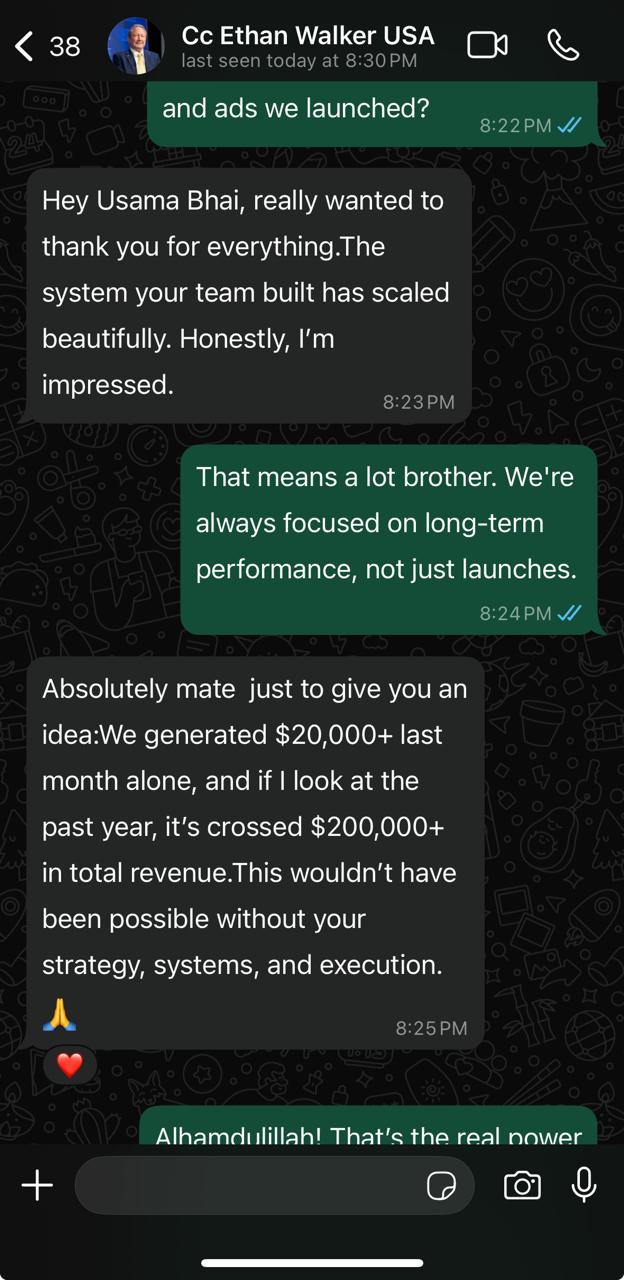 38
Cc Ethan Walker USA
last seen today at 8:30 PM
and ads we launched?
8:22 PM
Hey Usama Bhai, really wanted to
thank you for everything.The
system your team built has scaled
beautifully. Honestly, I’m
impressed.
8:23 PM
That means a lot brother. We're
always focused on long-term
performance, not just launches.
8:24 PM
Absolutely mate  just to give you an
idea:We generated $20,000+ last
month alone, and if I look at the
past year, it’s crossed $200,000+
in total revenue.This wouldn’t have
been possible without your
strategy, systems, and execution.
🙏
8:25 PM
❤️
Alhamdulillah! That’s the real power